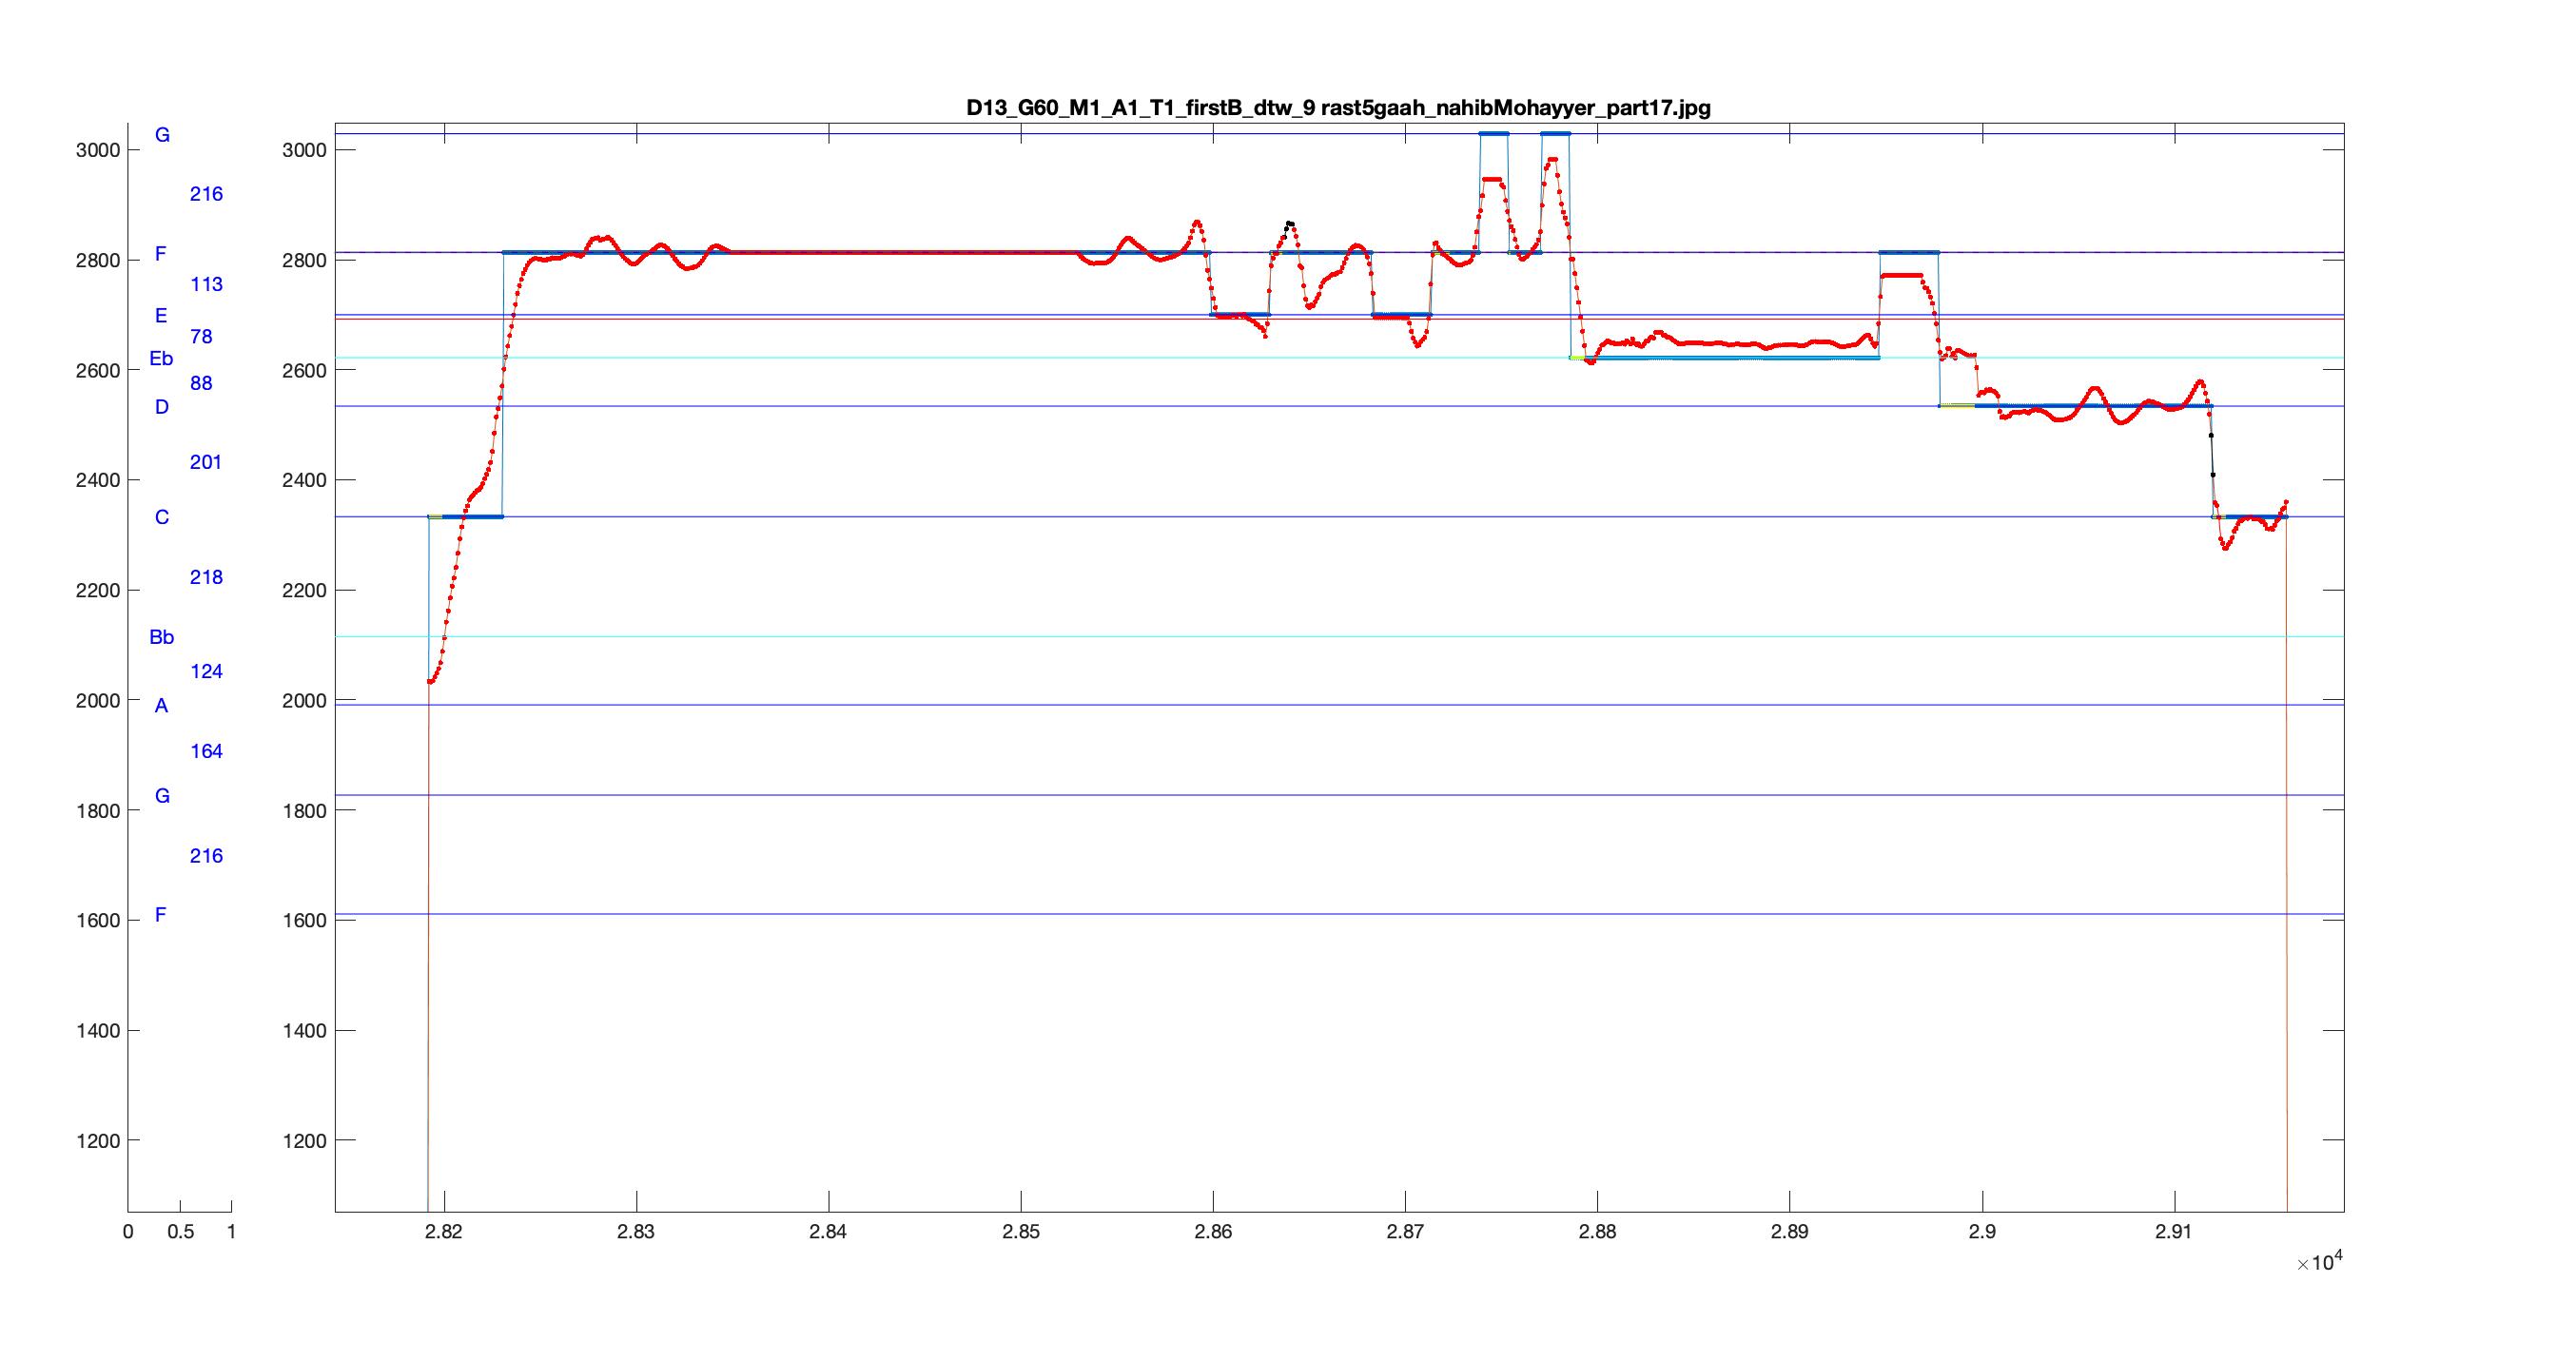 D13_G60_M1_A1_T1_firstB_dtw_9 rast5gaah_nahibMohayyer_part17.jpg
3000
2800
2600
2400
2200
2000
1800
1600
1400
1200
0 0.5 1
G
216
F
113
E
78
Eb
88
D
201
C
218
Bb
124
A
164
G
216
F
3000
2800
2600
2400
2200
2000
1800
1600
1400
1200
2.82 2.83 2.84 2.85 2.86 2.87 2.88 2.89 2.9 2.91
×10⁴